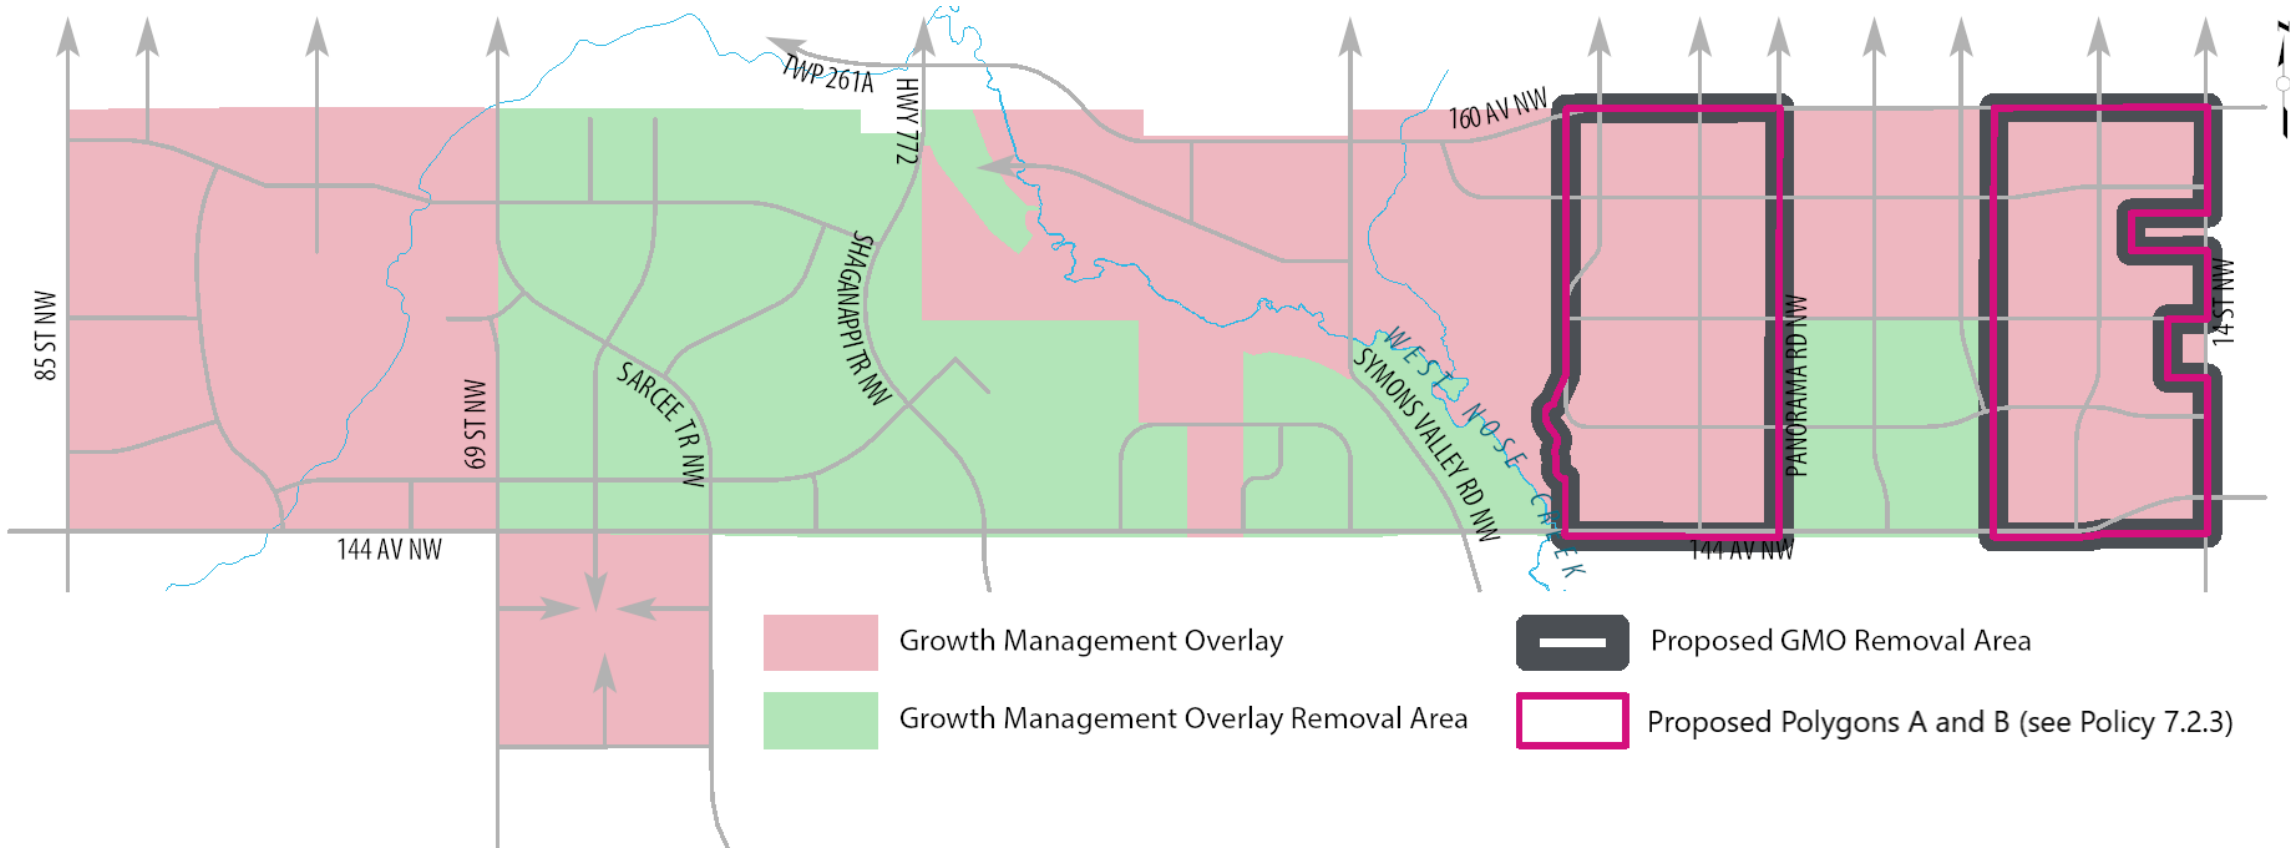 TWP 261A
HWY 772
160 AV NW
85 ST NW
69 ST NW
SARCEE TR NW
SHAGANAPPI TR NW
SYMONS VALLEY RD NW
WEST NOSE CREEK
PANORAMA RD NW
14 ST NW
144 AV NW
144 AV NW
Growth Management Overlay
Growth Management Overlay Removal Area
Proposed GMO Removal Area
Proposed Polygons A and B (see Policy 7.2.3)